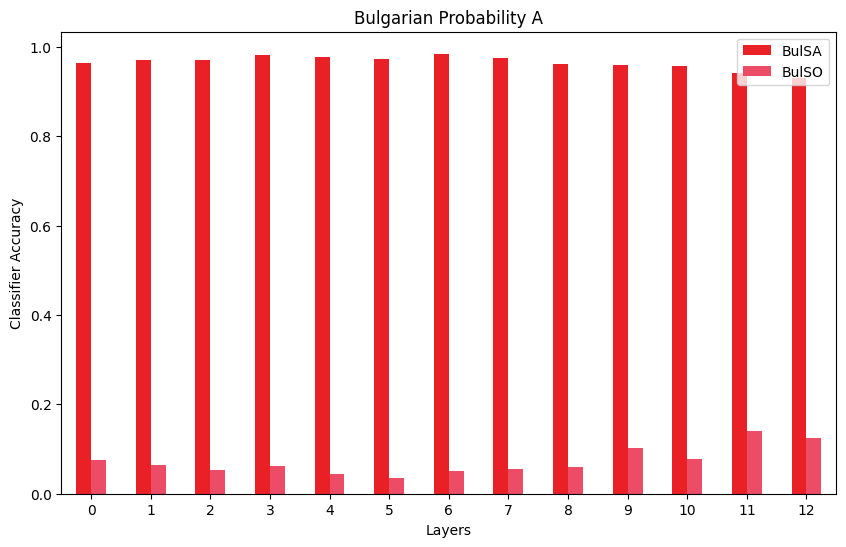 Bulgarian Probability A
BulSA
BulSO
Classifier Accuracy
1.0
0.8
0.6
0.4
0.2
0.0
0 1 2 3 4 5 6 7 8 9 10 11 12
Layers